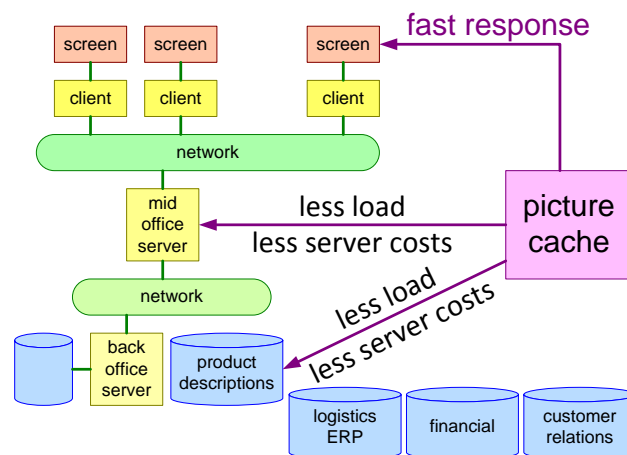 fast response
screen
screen
screen
client
client
client
network
mid
office
server
less load
less server costs
picture
cache
network
less load
less server costs
back
office
server
product
descriptions
logistics
ERP
financial
customer
relations